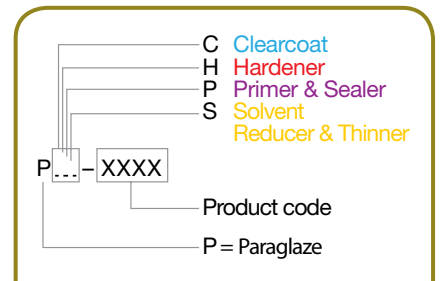 C Clearcoat
H Hardener
P Primer & Sealer
S Solvent
Reducer & Thinner
P... – XXXX
Product code
P = Paraglaze